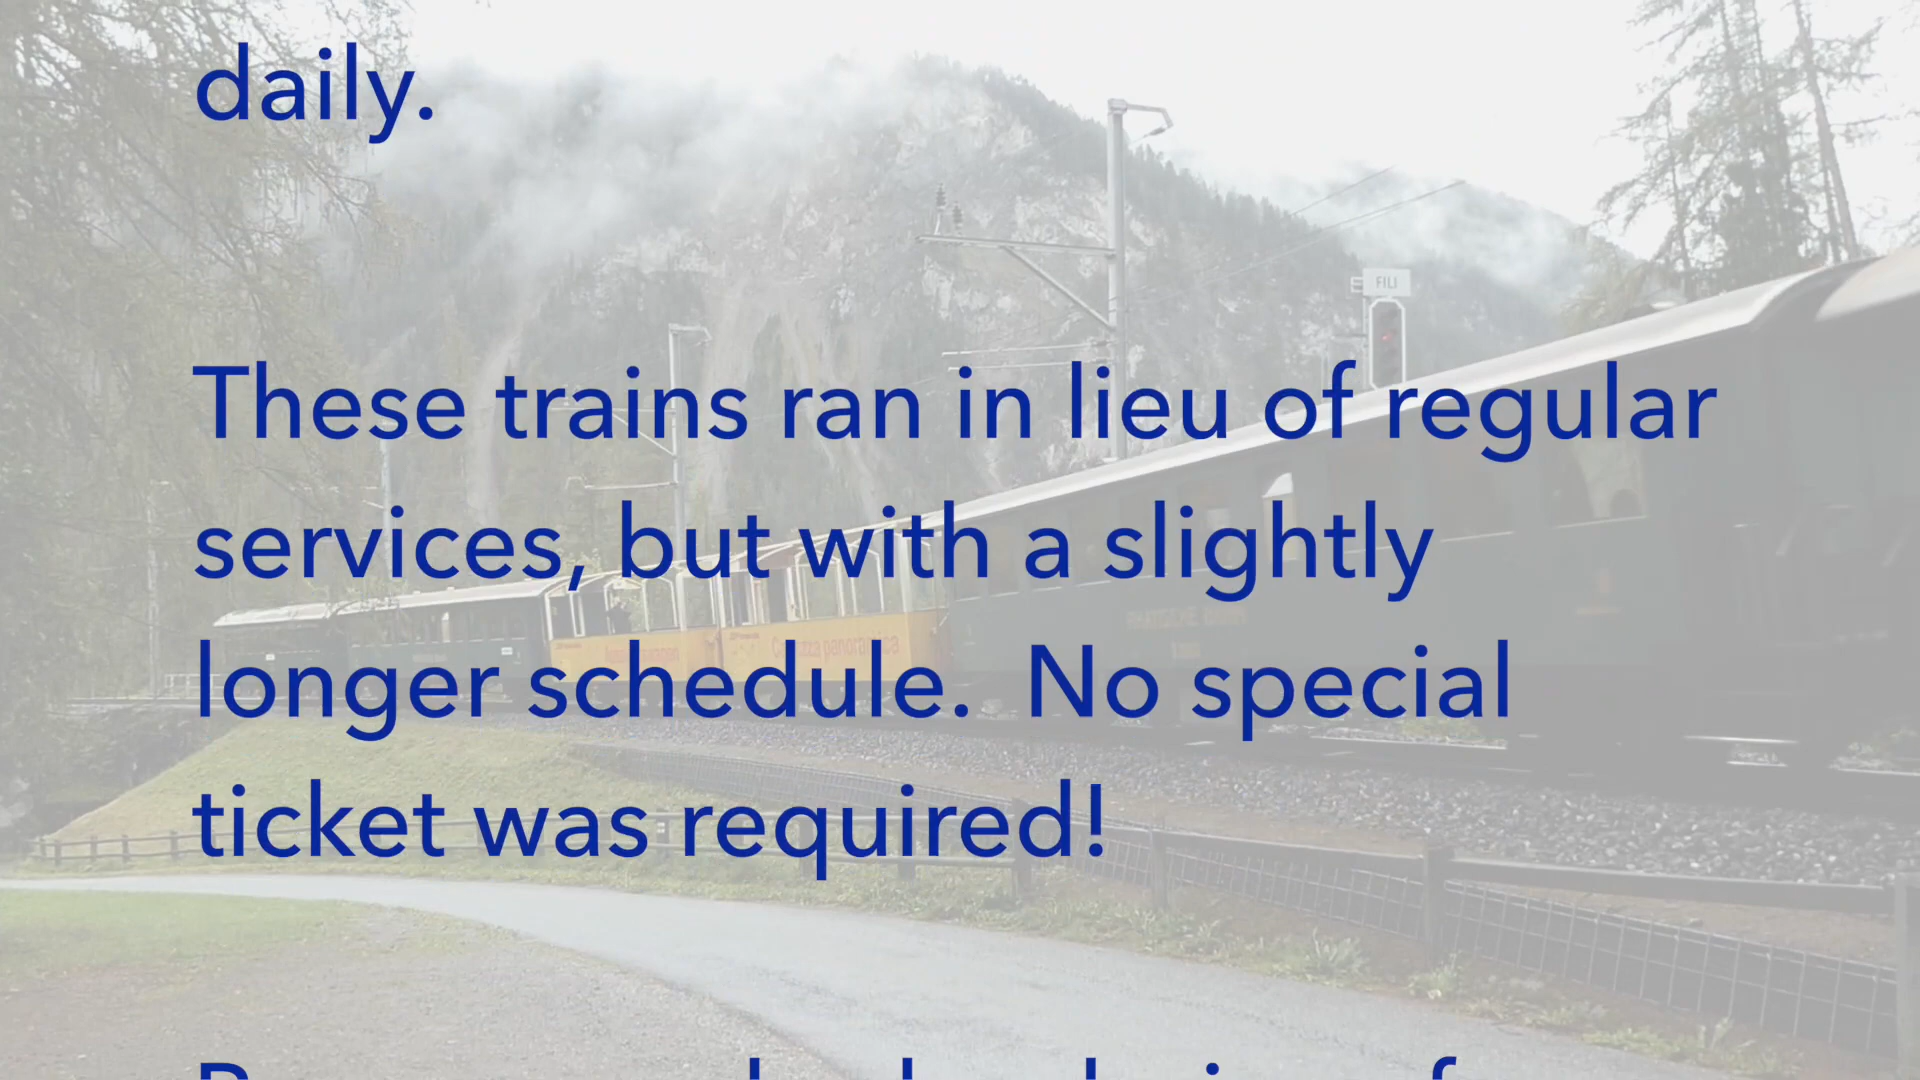 daily.
FILI
These trains ran in lieu of regular
services, but with a slightly
longer schedule.  No special
ticket was required!